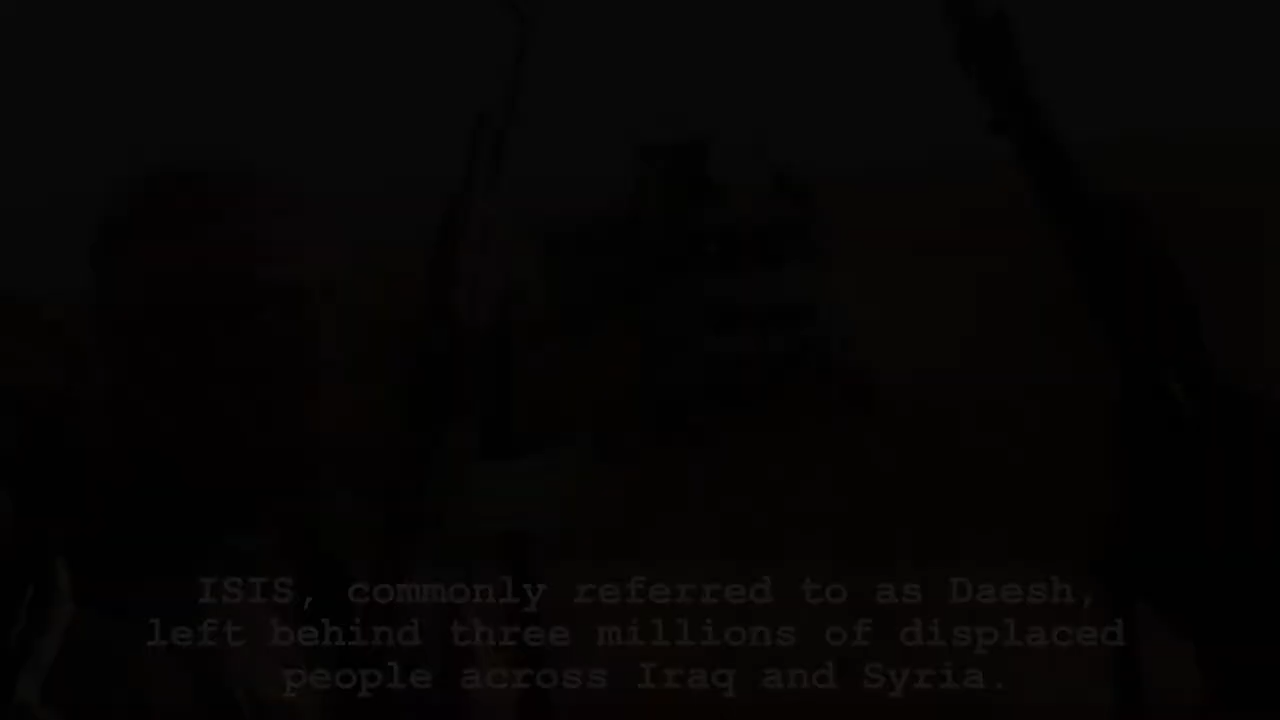 ISIS, commonly referred to as Daesh,
left behind three millions of displaced
people across Iraq and Syria.